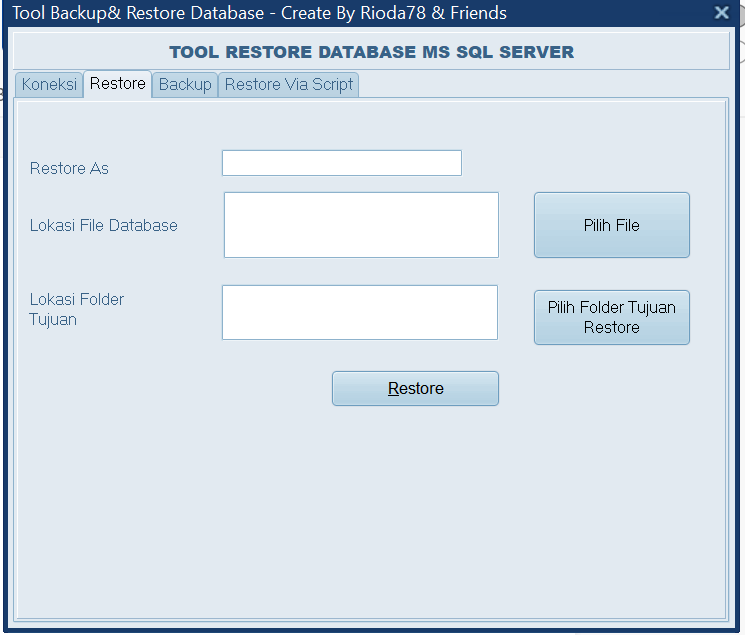 Tool Backup& Restore Database - Create By Rioda78 & Friends
TOOL RESTORE DATABASE MS SQL SERVER
Koneksi Restore Backup Restore Via Script
Restore As
Lokasi File Database
Pilih File
Lokasi Folder
Tujuan
Pilih Folder Tujuan
Restore
Restore